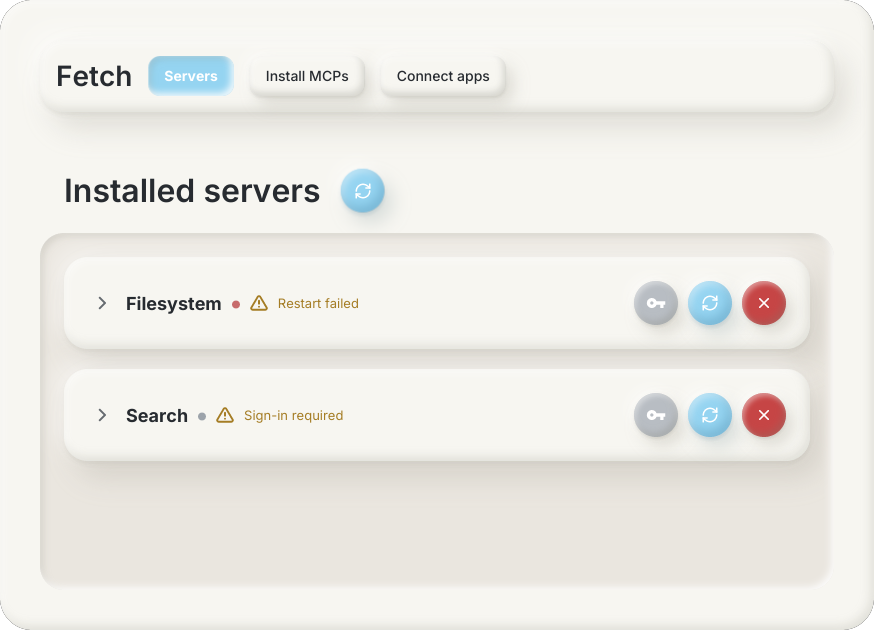 Fetch
Servers
Install MCPs
Connect apps
Installed servers
Filesystem
Restart failed
Search
Sign-in required